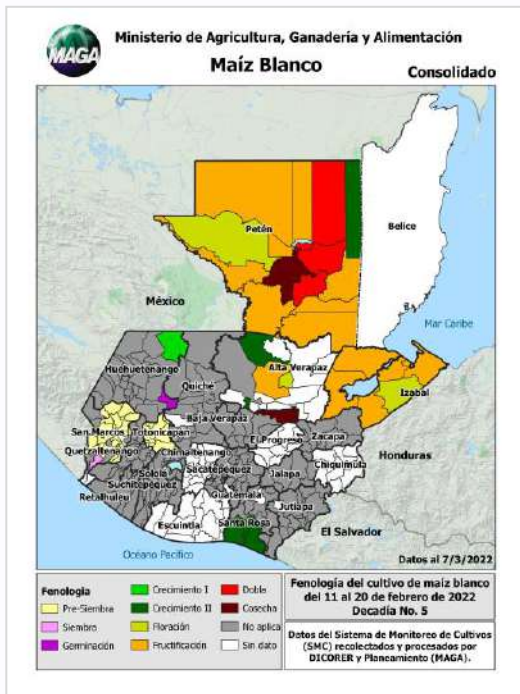 MAGA
Ministerio de Agricultura, Ganadería y Alimentación
Maíz Blanco
Consolidado
Petén
Belice
México
Mar Caribe
Alta Verapaz
Huehuetenango
Quiché
Izabal
Baja Verapaz
San Marcos
Totonicapán
El Progreso
Zacapa
Quetzaltenango
Chimaltenango
Honduras
Sololá
Sacatepéquez
Chiquimula
Suchitepéquez
Jalapa
Retalhuleu
Guatemala
Jutiapa
Escuintla
Santa Rosa
El Salvador
Océano Pacífico
Datos al 7/3/2022
Fenología
Pre-Siembra
Siembra
Germinación
Crecimiento I
Crecimiento II
Floración
Fructificación
Dobla
Cosecha
No aplica
Sin dato
Fenología del cultivo de maíz blanco
del 11 al 20 de febrero de 2022
Decadía No. 5
Datos del Sistema de Monitoreo de Cultivos
(SMC) recolectados y procesados por
DICORER y Planeamiento (MAGA).